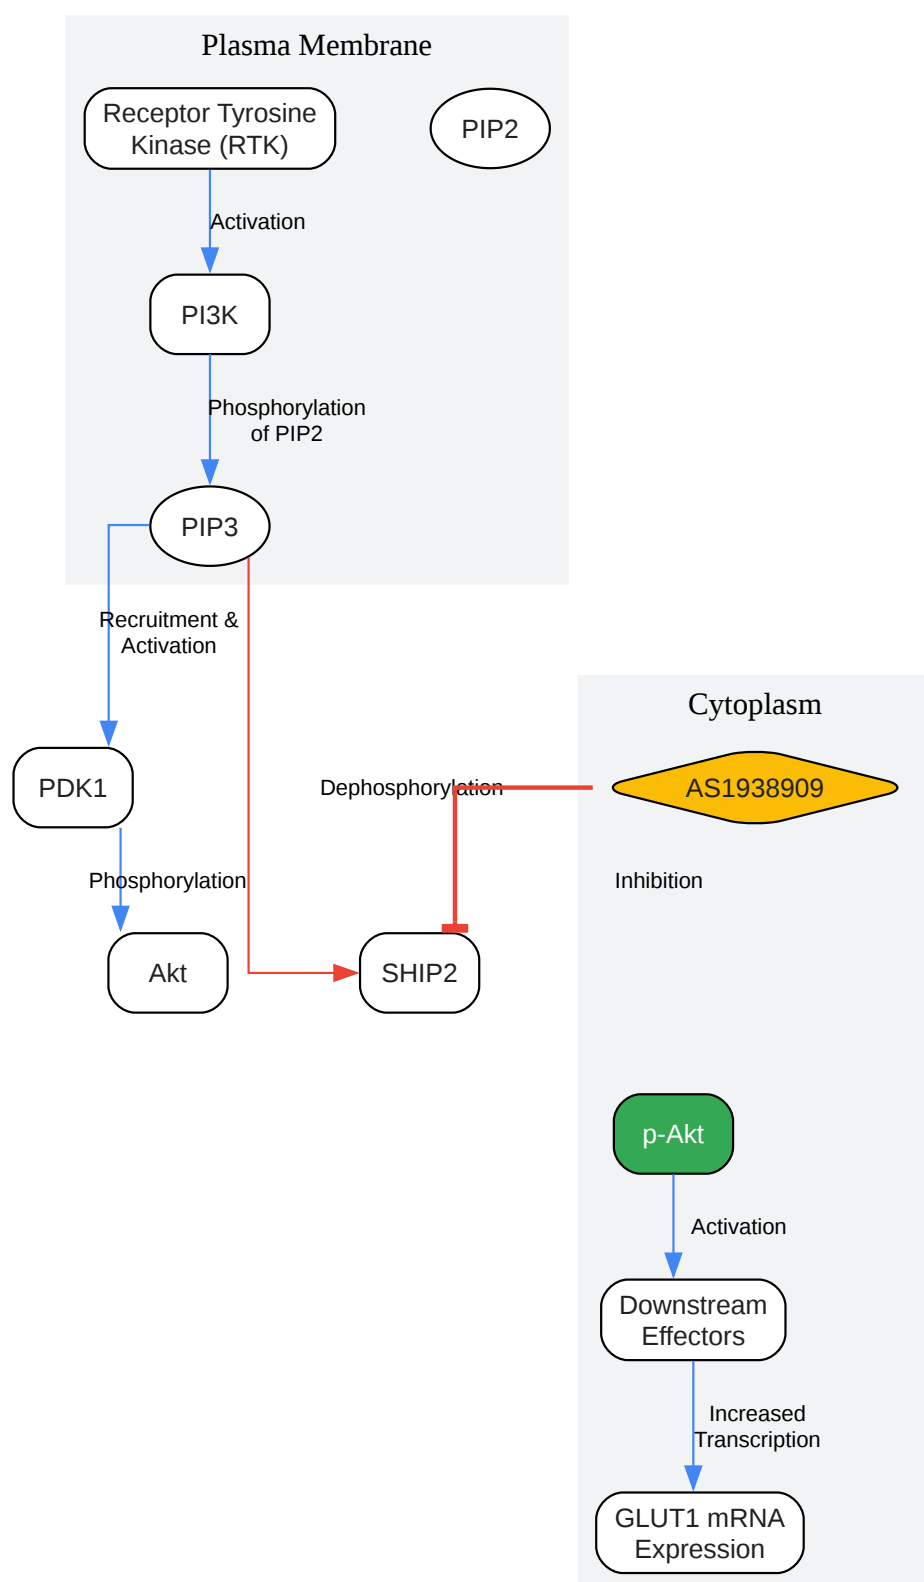 Plasma Membrane
Receptor Tyrosine
Kinase (RTK)
PIP2
Activation
PI3K
Phosphorylation
of PIP2
PIP3
Recruitment &
Activation
Cytoplasm
PDK1
Dephosphorylation
AS1938909
Phosphorylation
Inhibition
Akt
SHIP2
p-Akt
Activation
Downstream
Effectors
Increased
Transcription
GLUT1 mRNA
Expression